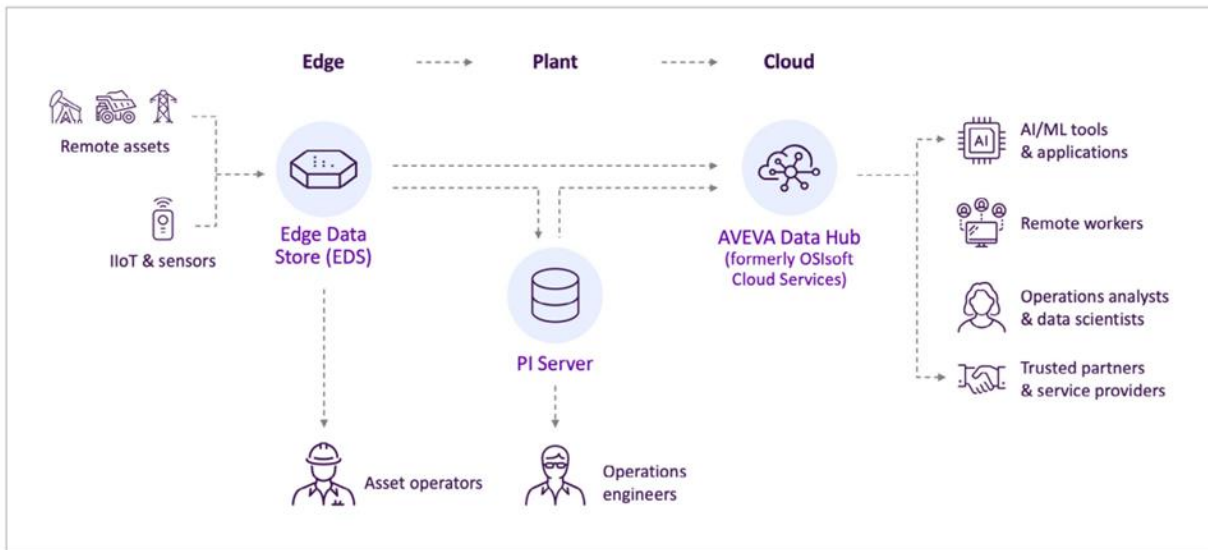 Edge
Plant
Cloud
Remote assets
IIoT & sensors
Edge Data
Store (EDS)
PI Server
AVEVA Data Hub
(formerly OSIsoft
Cloud Services)
AI
AI/ML tools
& applications
Remote workers
Operations analysts
& data scientists
Trusted partners
& service providers
Asset operators
Operations
engineers